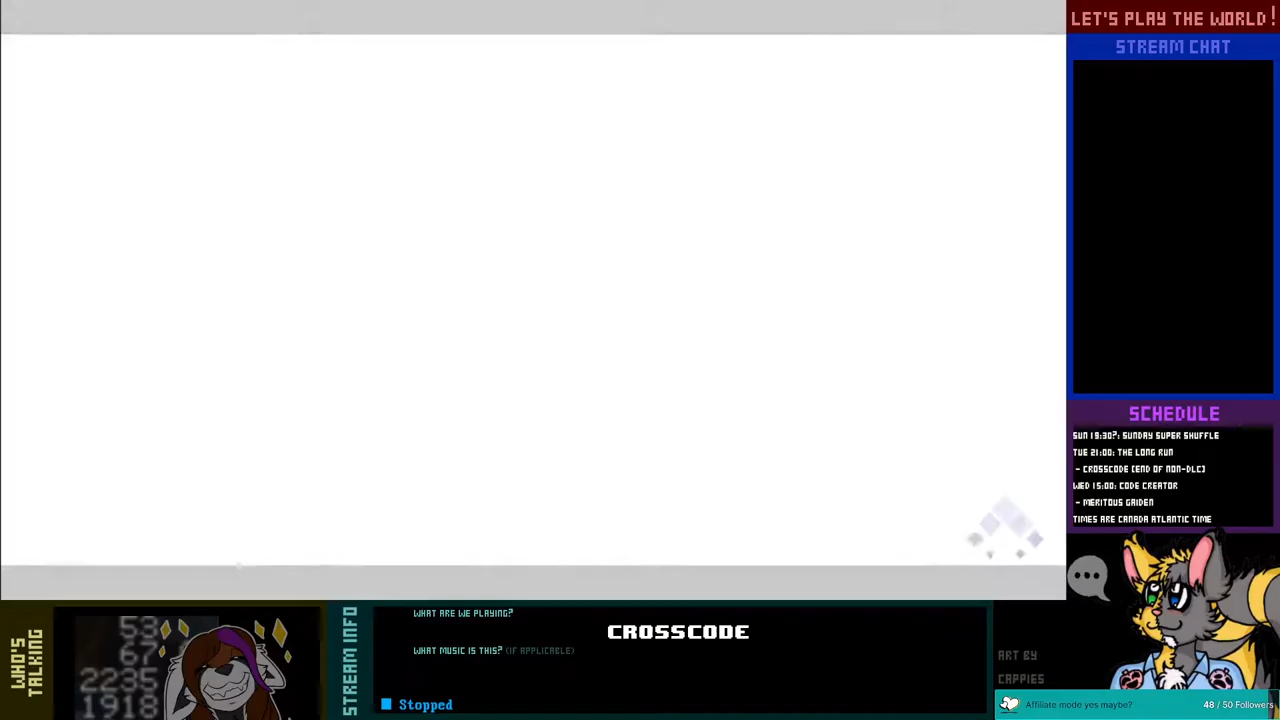 LET'S PLAY THE WORLD!
STREAM CHAT
SCHEDULE
SUN 19:30?: SUNDAY SUPER SHUFFLE
TUE 21:00: THE LONG RUN
- CROSSCODE (END OF NON-DLC)
WED 15:00: CODE CREATOR
- MERITOUS GAIDEN
TIMES ARE CANADA ATLANTIC TIME
WHO'S TALKING
53
67
2235
918
STREAM INFO
WHAT ARE WE PLAYING?
CROSSCODE
WHAT MUSIC IS THIS? (IF APPLICABLE)
Stopped
ART BY
CAPPIES
Affiliate mode yes maybe?
48 / 50 Followers